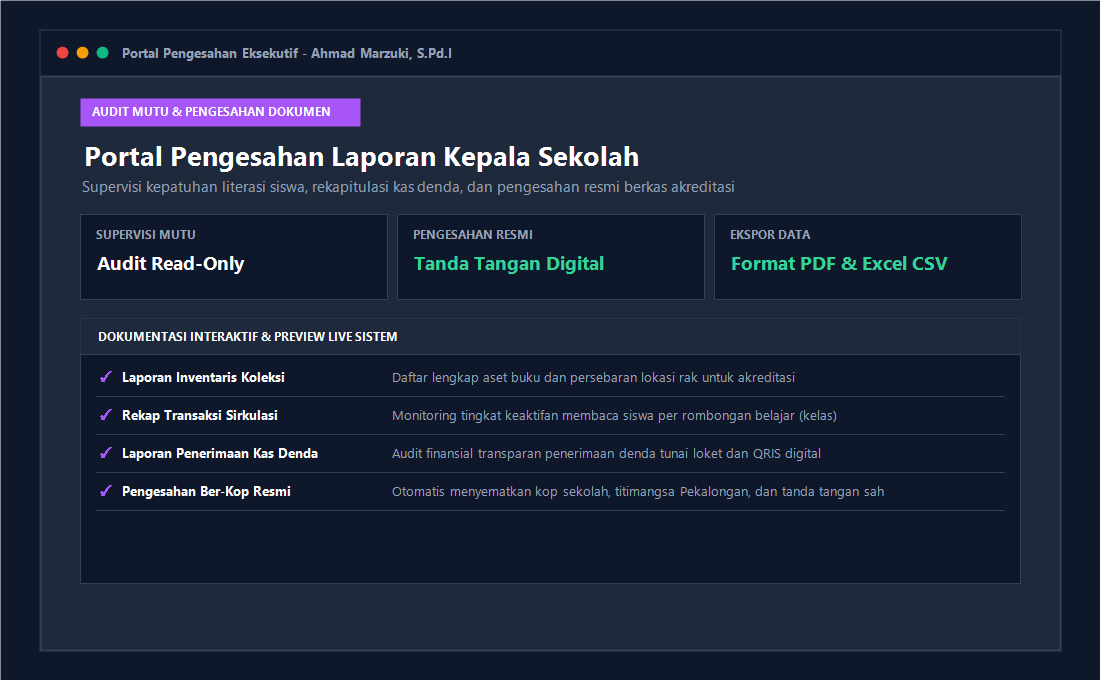 Portal Pengesahan Eksekutif - Ahmad Marzuki, S.Pd.I
AUDIT MUTU & PENGESAHAN DOKUMEN
Portal Pengesahan Laporan Kepala Sekolah
Supervisi kepatuhan literasi siswa, rekapitulasi kas denda, dan pengesahan resmi berkas akreditasi
SUPERVISI MUTU
Audit Read-Only
PENGESAHAN RESMI
Tanda Tangan Digital
EKSPOR DATA
Format PDF & Excel CSV
DOKUMENTASI INTERAKTIF & PREVIEW LIVE SISTEM
✓ Laporan Inventaris Koleksi Daftar lengkap aset buku dan persebaran lokasi rak untuk akreditasi
✓ Rekap Transaksi Sirkulasi Monitoring tingkat keaktifan membaca siswa per rombongan belajar (kelas)
✓ Laporan Penerimaan Kas Denda Audit finansial transparan penerimaan denda tunai loket dan QRIS digital
✓ Pengesahan Ber-Kop Resmi Otomatis menyematkan kop sekolah, titimangsa Pekalongan, dan tanda tangan sah